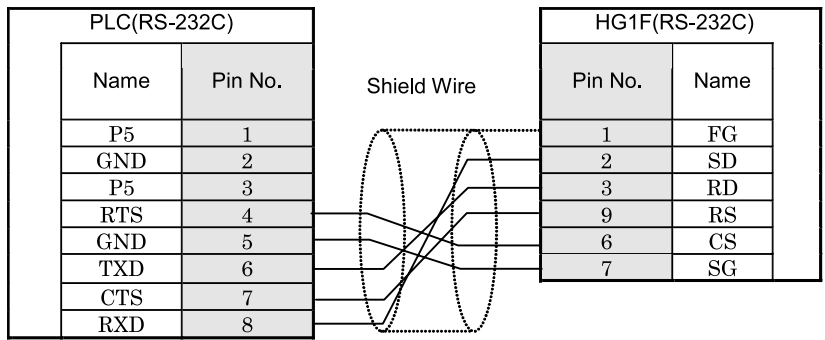 PLC(RS-232C) HG1F(RS-232C)
Name Pin No. Shield Wire Pin No. Name
P5 1 1 FG
GND 2 2 SD
P5 3 3 RD
RTS 4 9 RS
GND 5 6 CS
TXD 6 7 SG
CTS 7
RXD 8